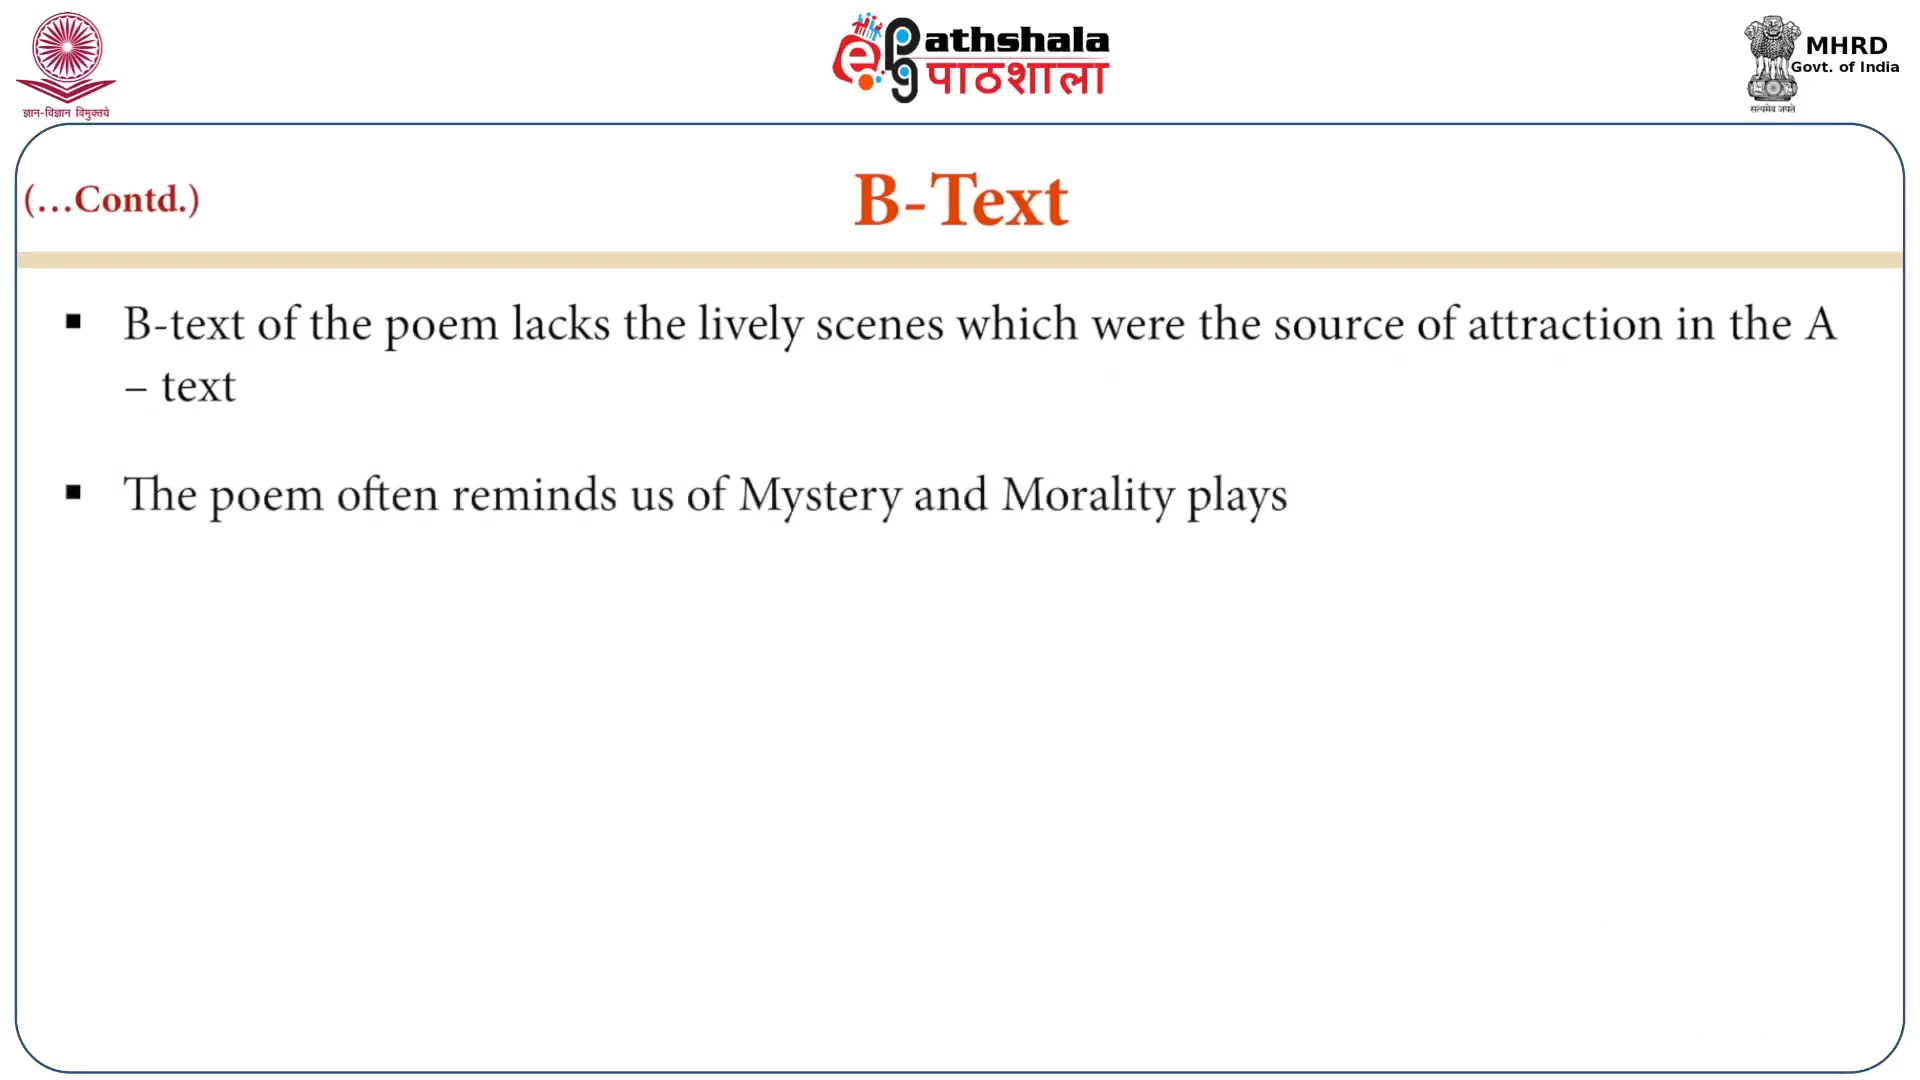 ज्ञान-विज्ञान विमुक्तये
e pg Pathshala
पाठशाला
MHRD
Govt. of India
सत्यमेव जयते
(…Contd.)
B-Text
▪ B-text of the poem lacks the lively scenes which were the source of attraction in the A
– text
▪ The poem often reminds us of Mystery and Morality plays